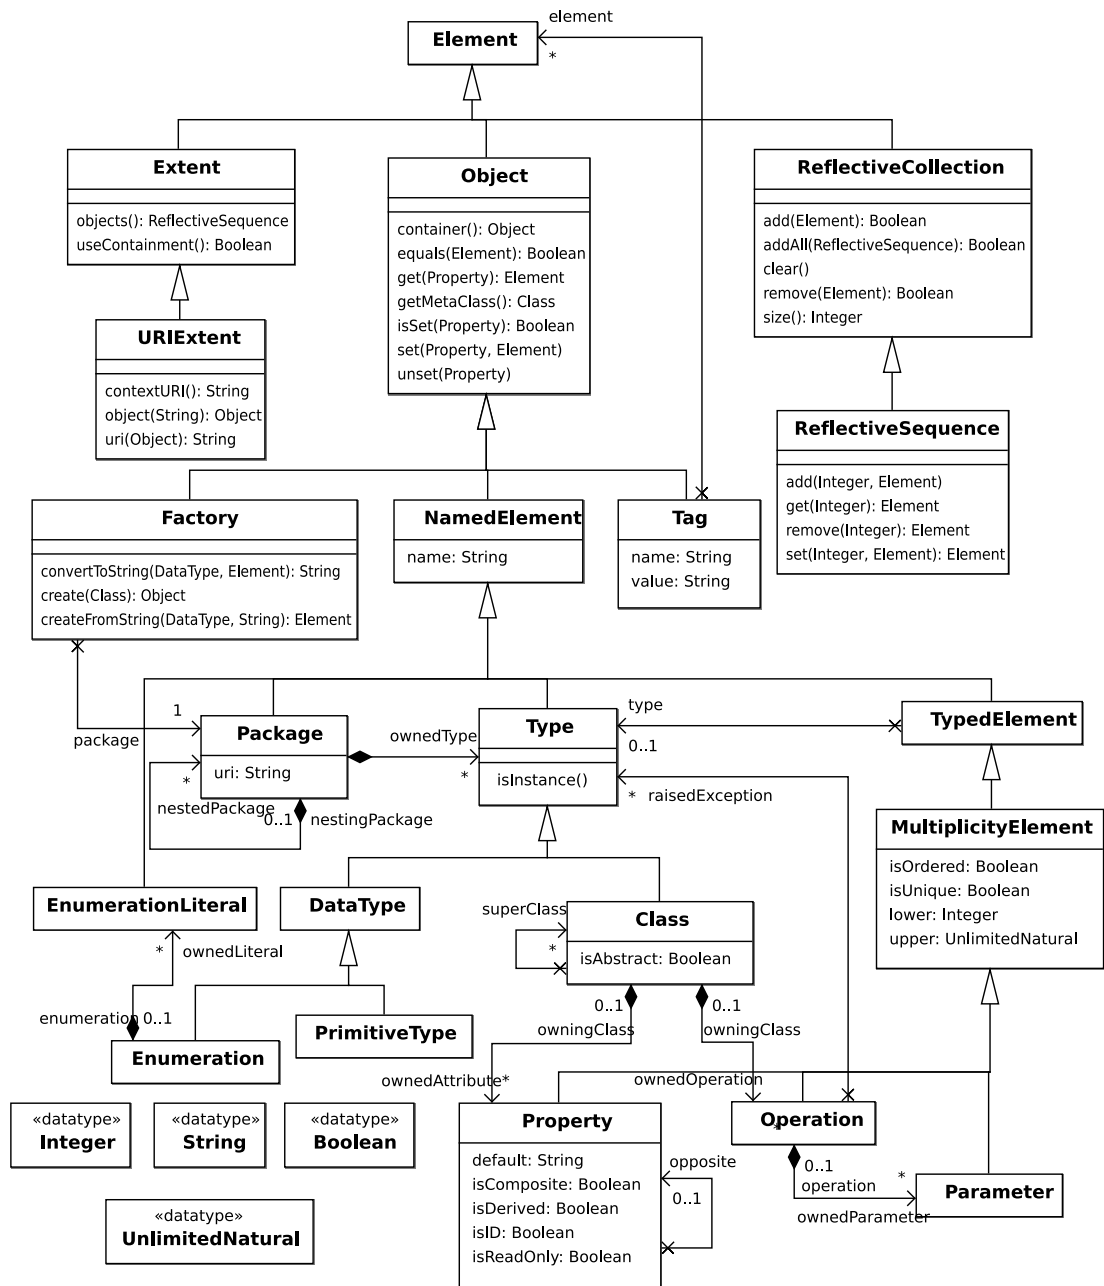 element
Element
*
Extent
objects(): ReflectiveSequence
useContainment(): Boolean
Object
container(): Object
equals(Element): Boolean
get(Property): Element
getMetaClass(): Class
isSet(Property): Boolean
set(Property, Element)
unset(Property)
ReflectiveCollection
add(Element): Boolean
addAll(ReflectiveSequence): Boolean
clear()
remove(Element): Boolean
size(): Integer
URIExtent
contextURI(): String
object(String): Object
uri(Object): String
ReflectiveSequence
add(Integer, Element)
get(Integer): Element
remove(Integer): Element
set(Integer, Element): Element
Factory
convertToString(DataType, Element): String
create(Class): Object
createFromString(DataType, String): Element
NamedElement
name: String
Tag
name: String
value: String
1
package
Package
uri: String
*
nestedPackage
0..1
nestingPackage
ownedType
*
Type
isInstance()
type
0..1
* raisedException
TypedElement
MultiplicityElement
isOrdered: Boolean
isUnique: Boolean
lower: Integer
upper: UnlimitedNatural
EnumerationLiteral
* ownedLiteral
enumeration 0..1
DataType
superClass
*
Class
isAbstract: Boolean
0..1
owningClass
0..1
owningClass
Enumeration
PrimitiveType
ownedAttribute *
ownedOperation
*
«datatype»
Integer
«datatype»
String
«datatype»
Boolean
«datatype»
UnlimitedNatural
Property
default: String
isComposite: Boolean
isDerived: Boolean
isID: Boolean
isReadOnly: Boolean
opposite
0..1
Operation
0..1
operation
*
ownedParameter
Parameter